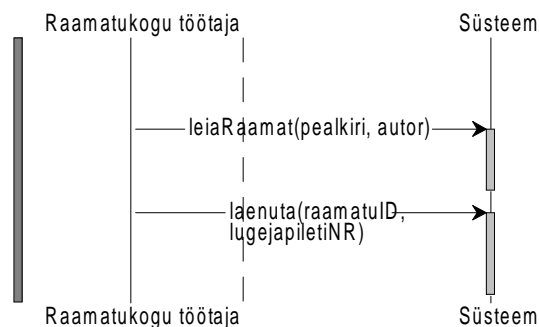 Raamatukogu töötaja Süsteem
leiaRaamat(pealkiri, autor)
laenuta(raamatuID,
lugejapiletiNR)
Raamatukogu töötaja Süsteem